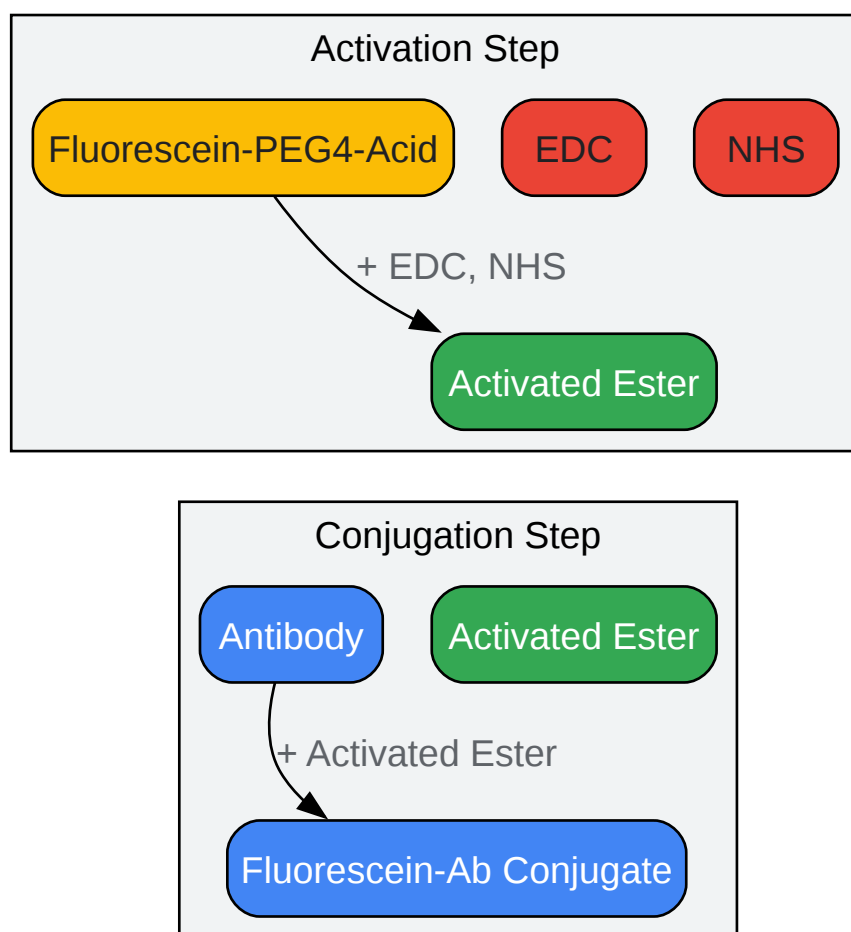 Activation Step
Fluorescein-PEG4-Acid
EDC
NHS
+ EDC, NHS
Activated Ester
Conjugation Step
Antibody
Activated Ester
+ Activated Ester
Fluorescein-Ab Conjugate